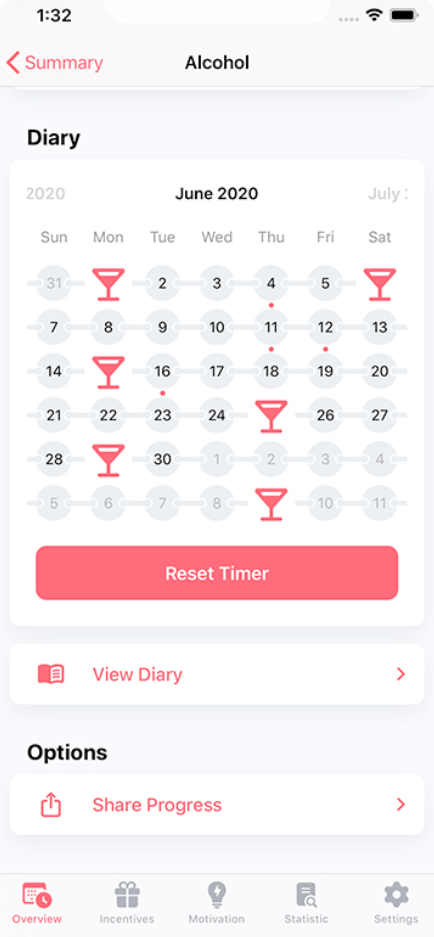 1:32
Summary
Alcohol
Diary
2020 June 2020 July
Sun Mon Tue Wed Thu Fri Sat
31 2 3 4 5
7 8 9 10 11 12 13
14 16 17 18 19 20
21 22 23 24 26 27
28 30 1 2 3 4
5 6 7 8 10 11
Reset Timer
View Diary
Options
Share Progress
Overview Incentives Motivation Statistic Settings